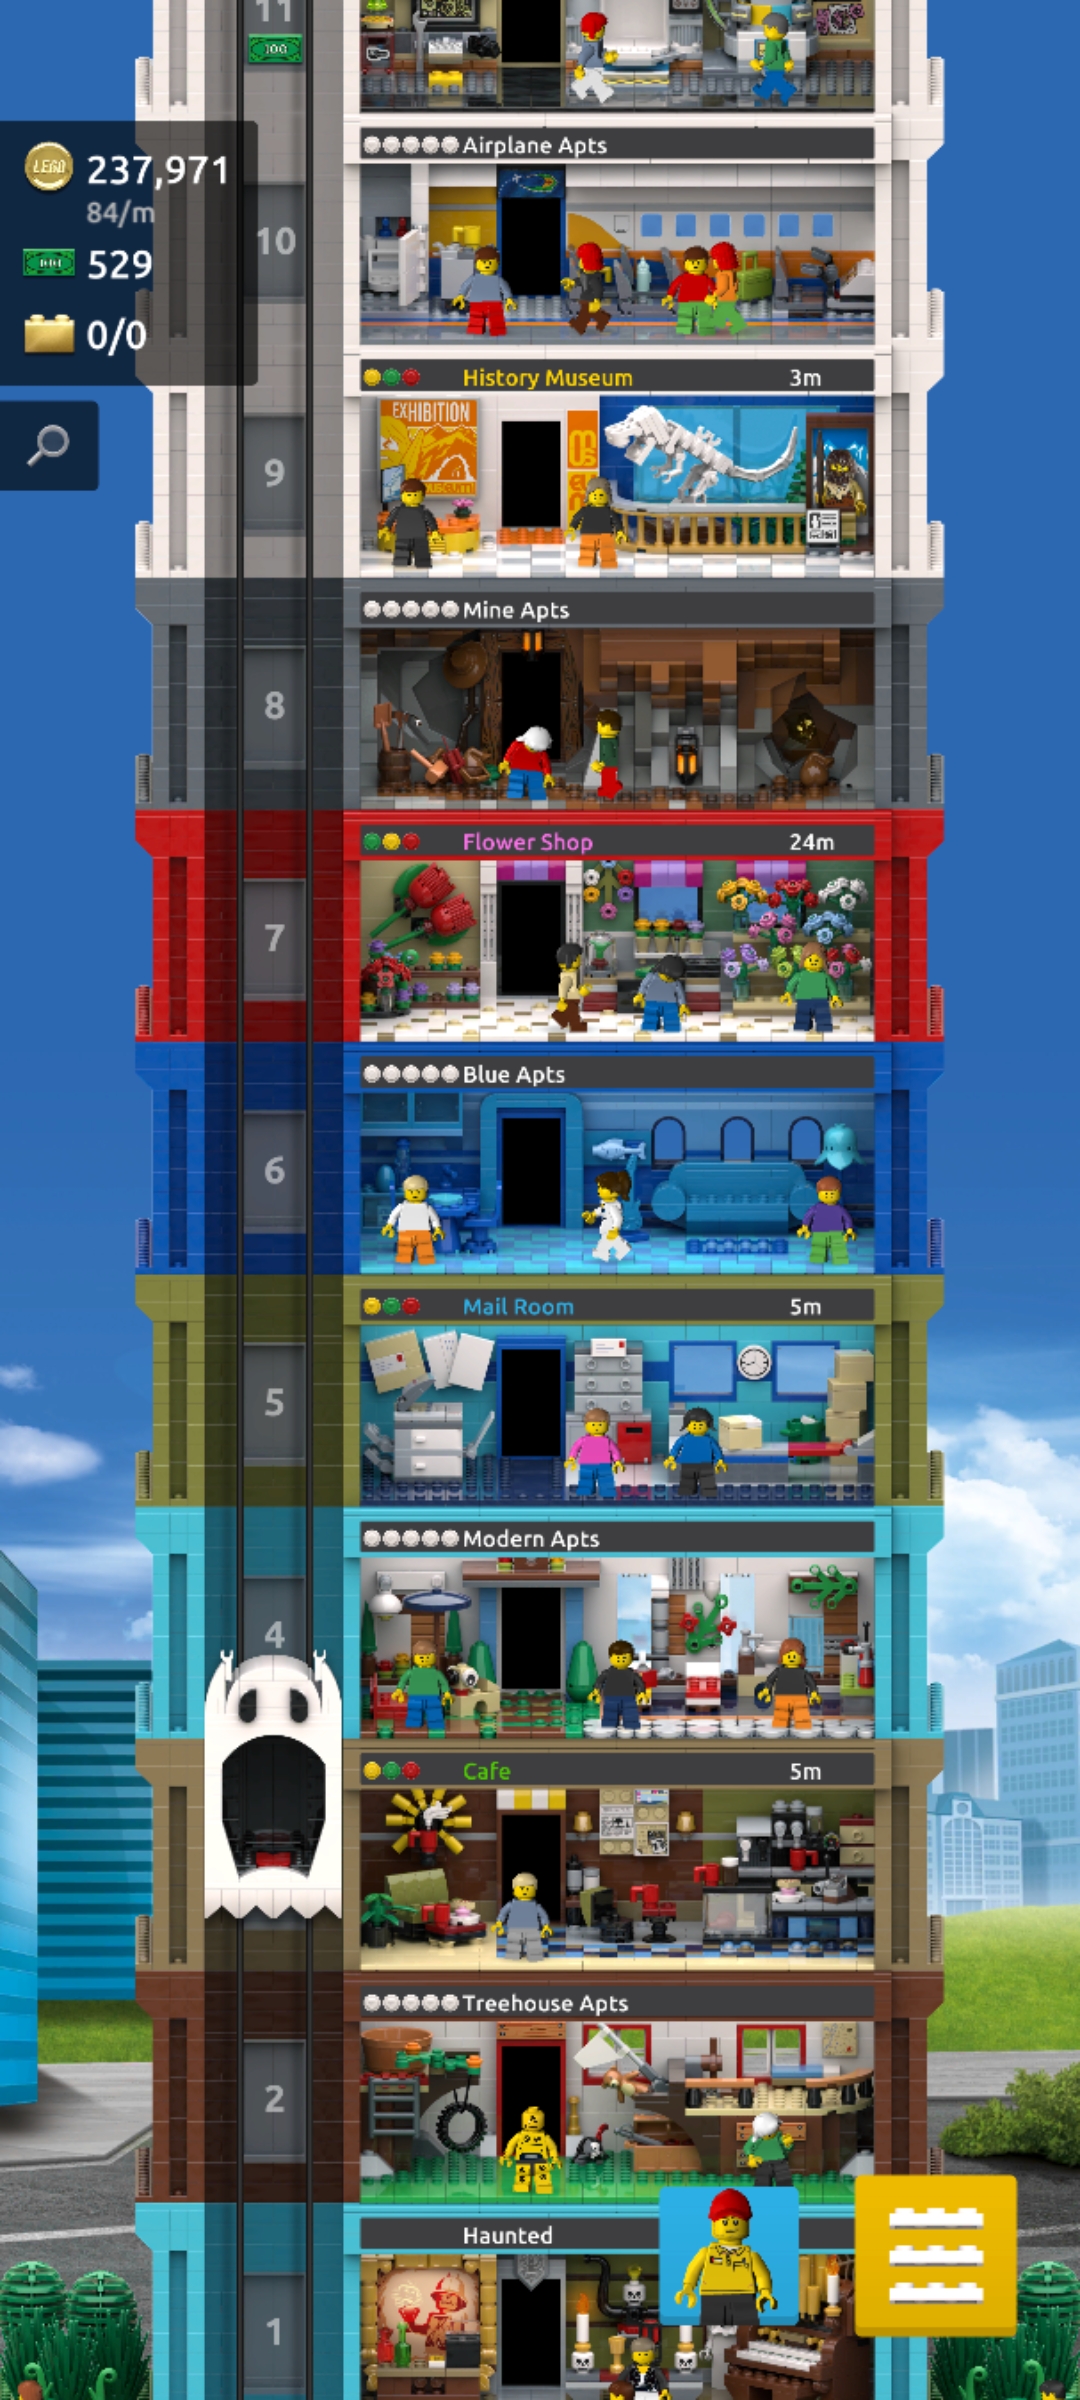 11
100
LEGO 237,971
84/m
529
0/0
Airplane Apts
10
History Museum 3m
EXHIBITION
9
Mine Apts
8
Flower Shop 24m
7
Blue Apts
6
Mail Room 5m
5
Modern Apts
4
Cafe 5m
Treehouse Apts
2
Haunted
1